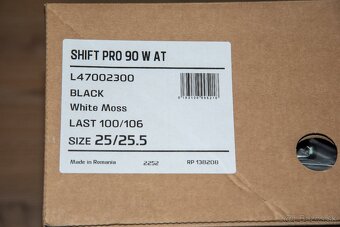 SHIFT PRO 90 W AT
L47002300
BLACK
White Moss
LAST 100/106
SIZE 25/25.5
Made in Romania 2252 RP 138208